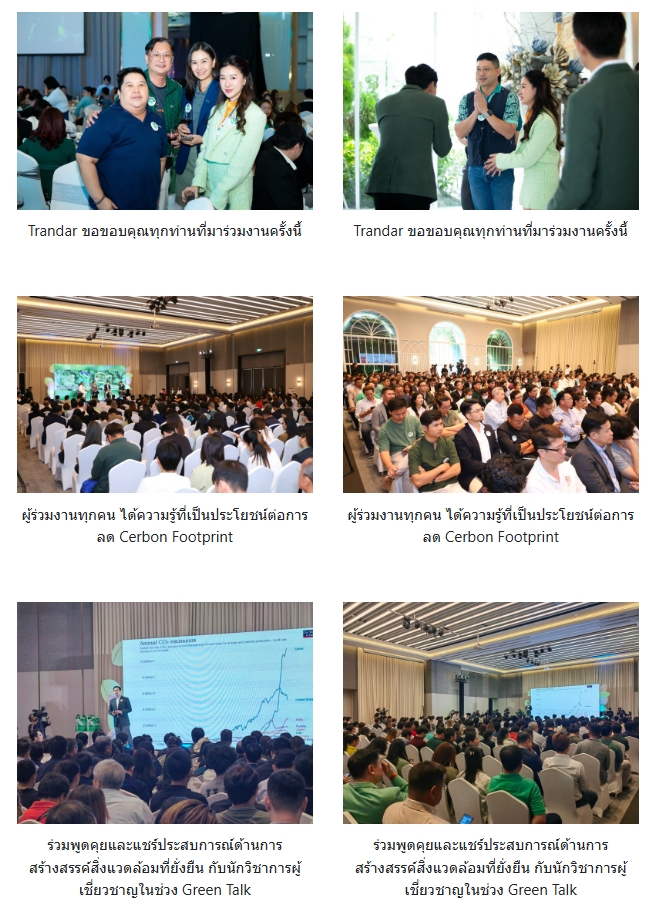 Trandar ขอขอบคุณทุกท่านที่มาร่วมงานครั้งนี้
Trandar ขอขอบคุณทุกท่านที่มาร่วมงานครั้งนี้
ผู้ร่วมงานทุกคน ได้ความรู้ที่เป็นประโยชน์ต่อการ
ลด Cerbon Footprint
ผู้ร่วมงานทุกคน ได้ความรู้ที่เป็นประโยชน์ต่อการ
ลด Cerbon Footprint
Annual CO₂ emissions
ร่วมพูดคุยและแชร์ประสบการณ์ด้านการ
สร้างสรรค์สิ่งแวดล้อมที่ยั่งยืน กับนักวิชาการผู้
เชี่ยวชาญในช่วง Green Talk
ร่วมพูดคุยและแชร์ประสบการณ์ด้านการ
สร้างสรรค์สิ่งแวดล้อมที่ยั่งยืน กับนักวิชาการผู้
เชี่ยวชาญในช่วง Green Talk